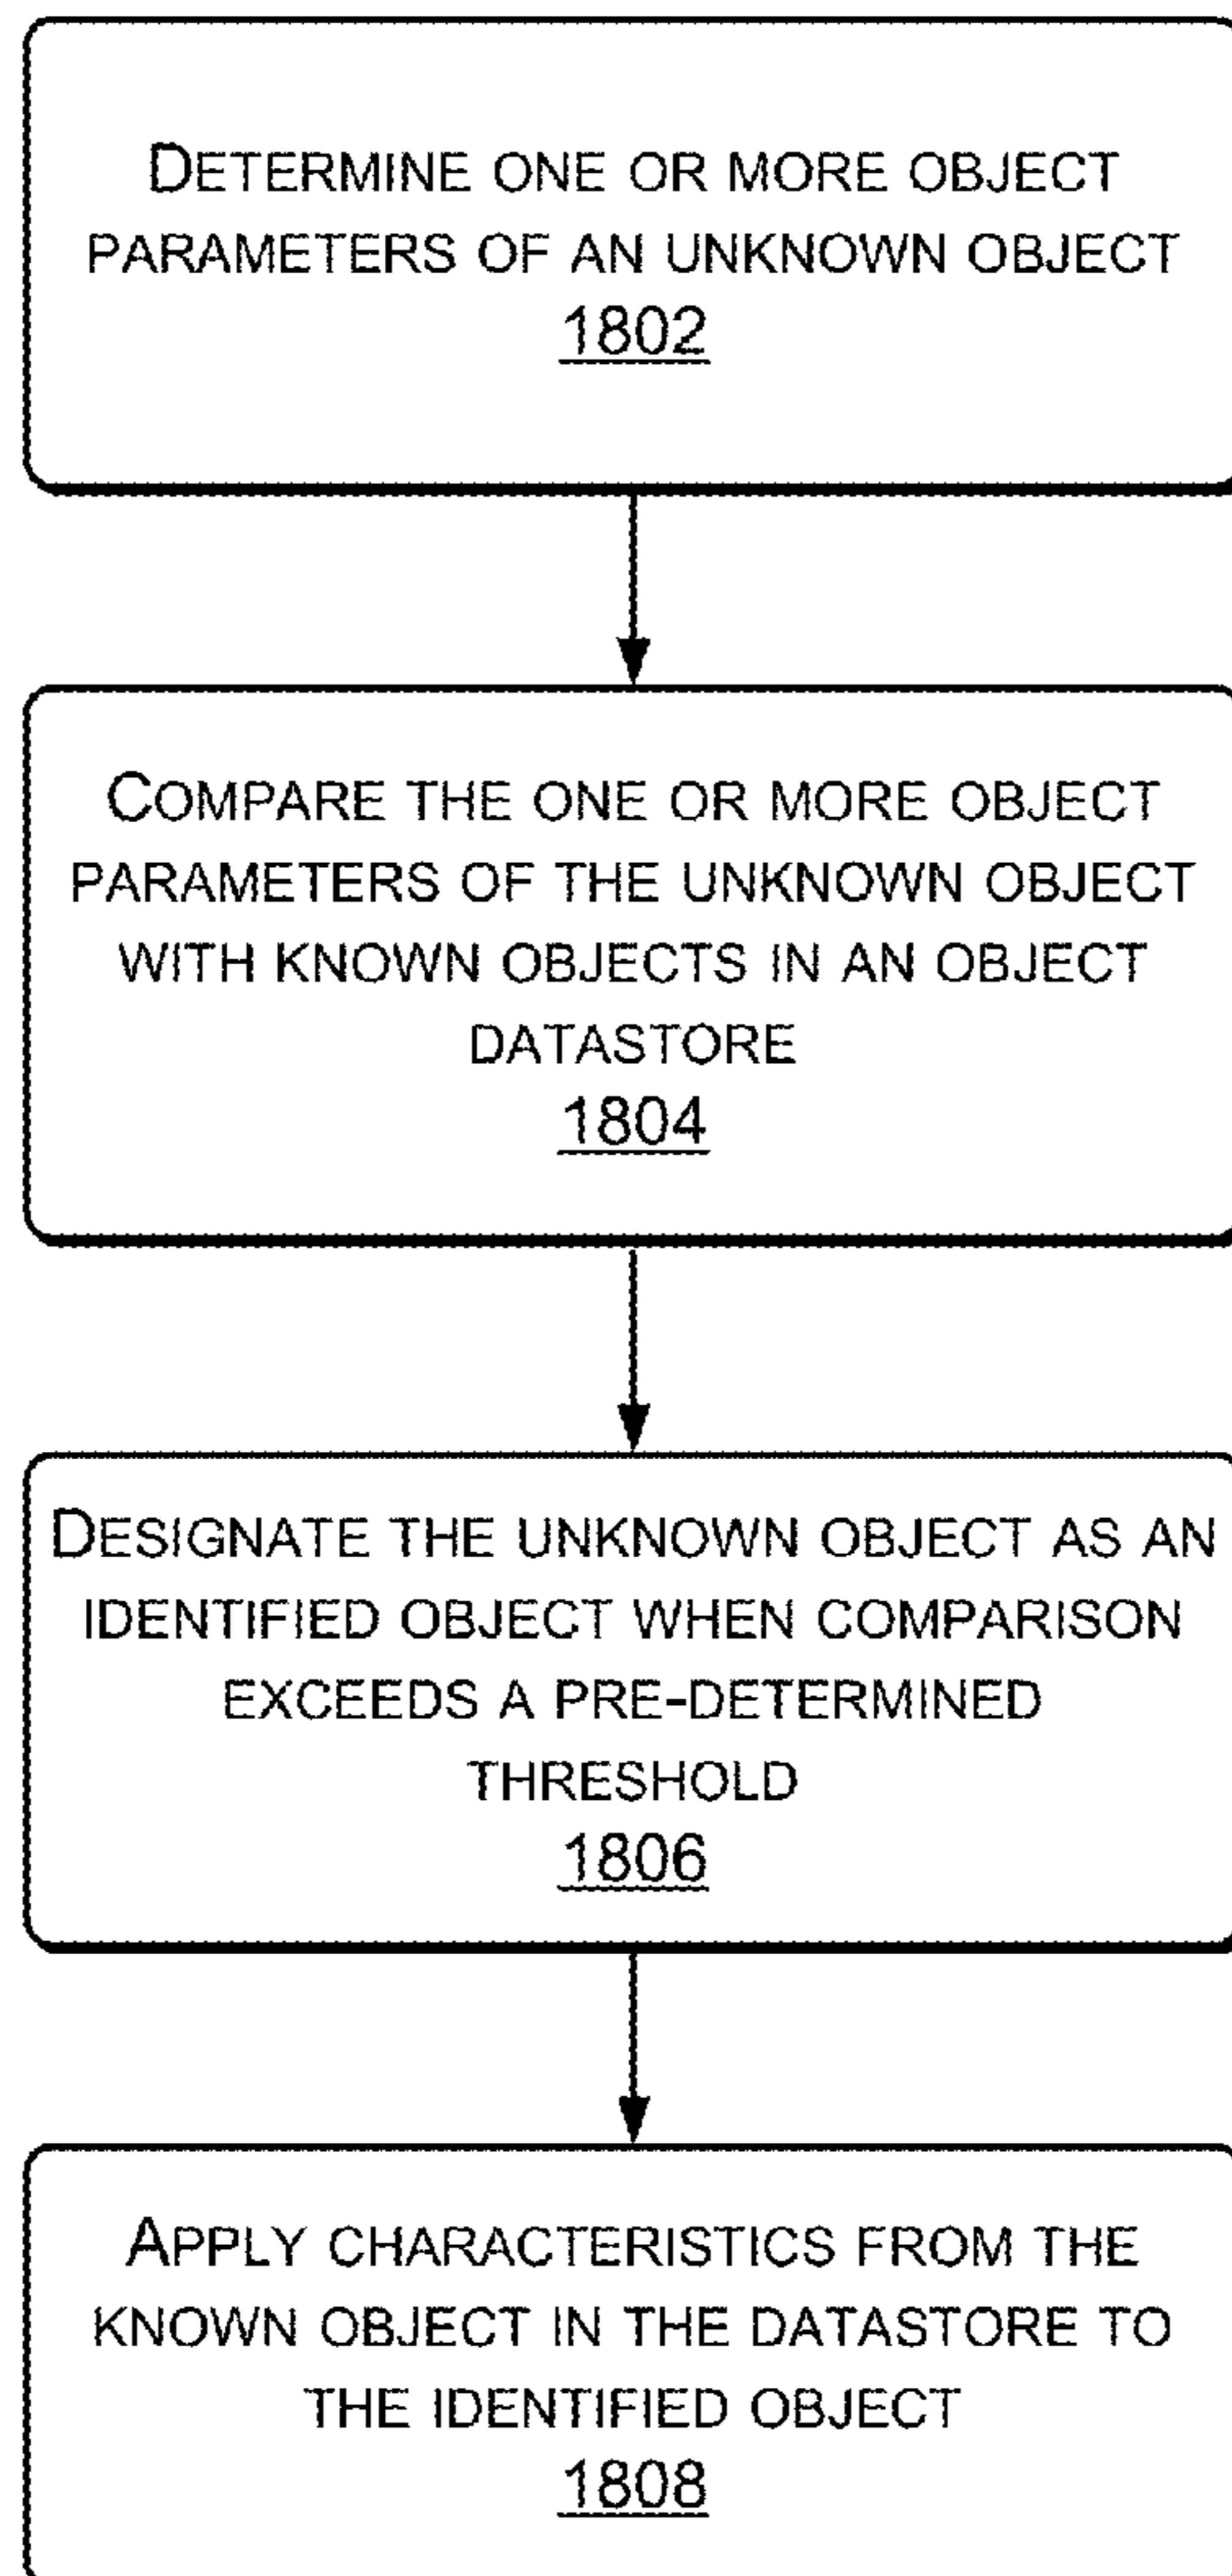 DETERMINE ONE OR MORE OBJECT
PARAMETERS OF AN UNKNOWN OBJECT
1802
COMPARE THE ONE OR MORE OBJECT
PARAMETERS OF THE UNKNOWN OBJECT
WITH KNOWN OBJECTS IN AN OBJECT
DATASTORE
1804
DESIGNATE THE UNKNOWN OBJECT AS AN
IDENTIFIED OBJECT WHEN COMPARISON
EXCEEDS A PRE-DETERMINED
THRESHOLD
1806
APPLY CHARACTERISTICS FROM THE
KNOWN OBJECT IN THE DATASTORE TO
THE IDENTIFIED OBJECT
1808